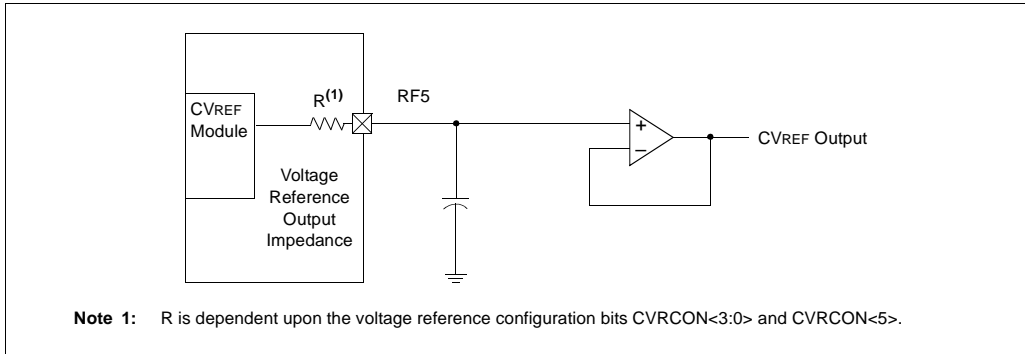 CVREF
Module
R(1)
RF5
Voltage
Reference
Output
Impedance
+
–
CVREF Output
Note 1: R is dependent upon the voltage reference configuration bits CVRCON<3:0> and CVRCON<5>.